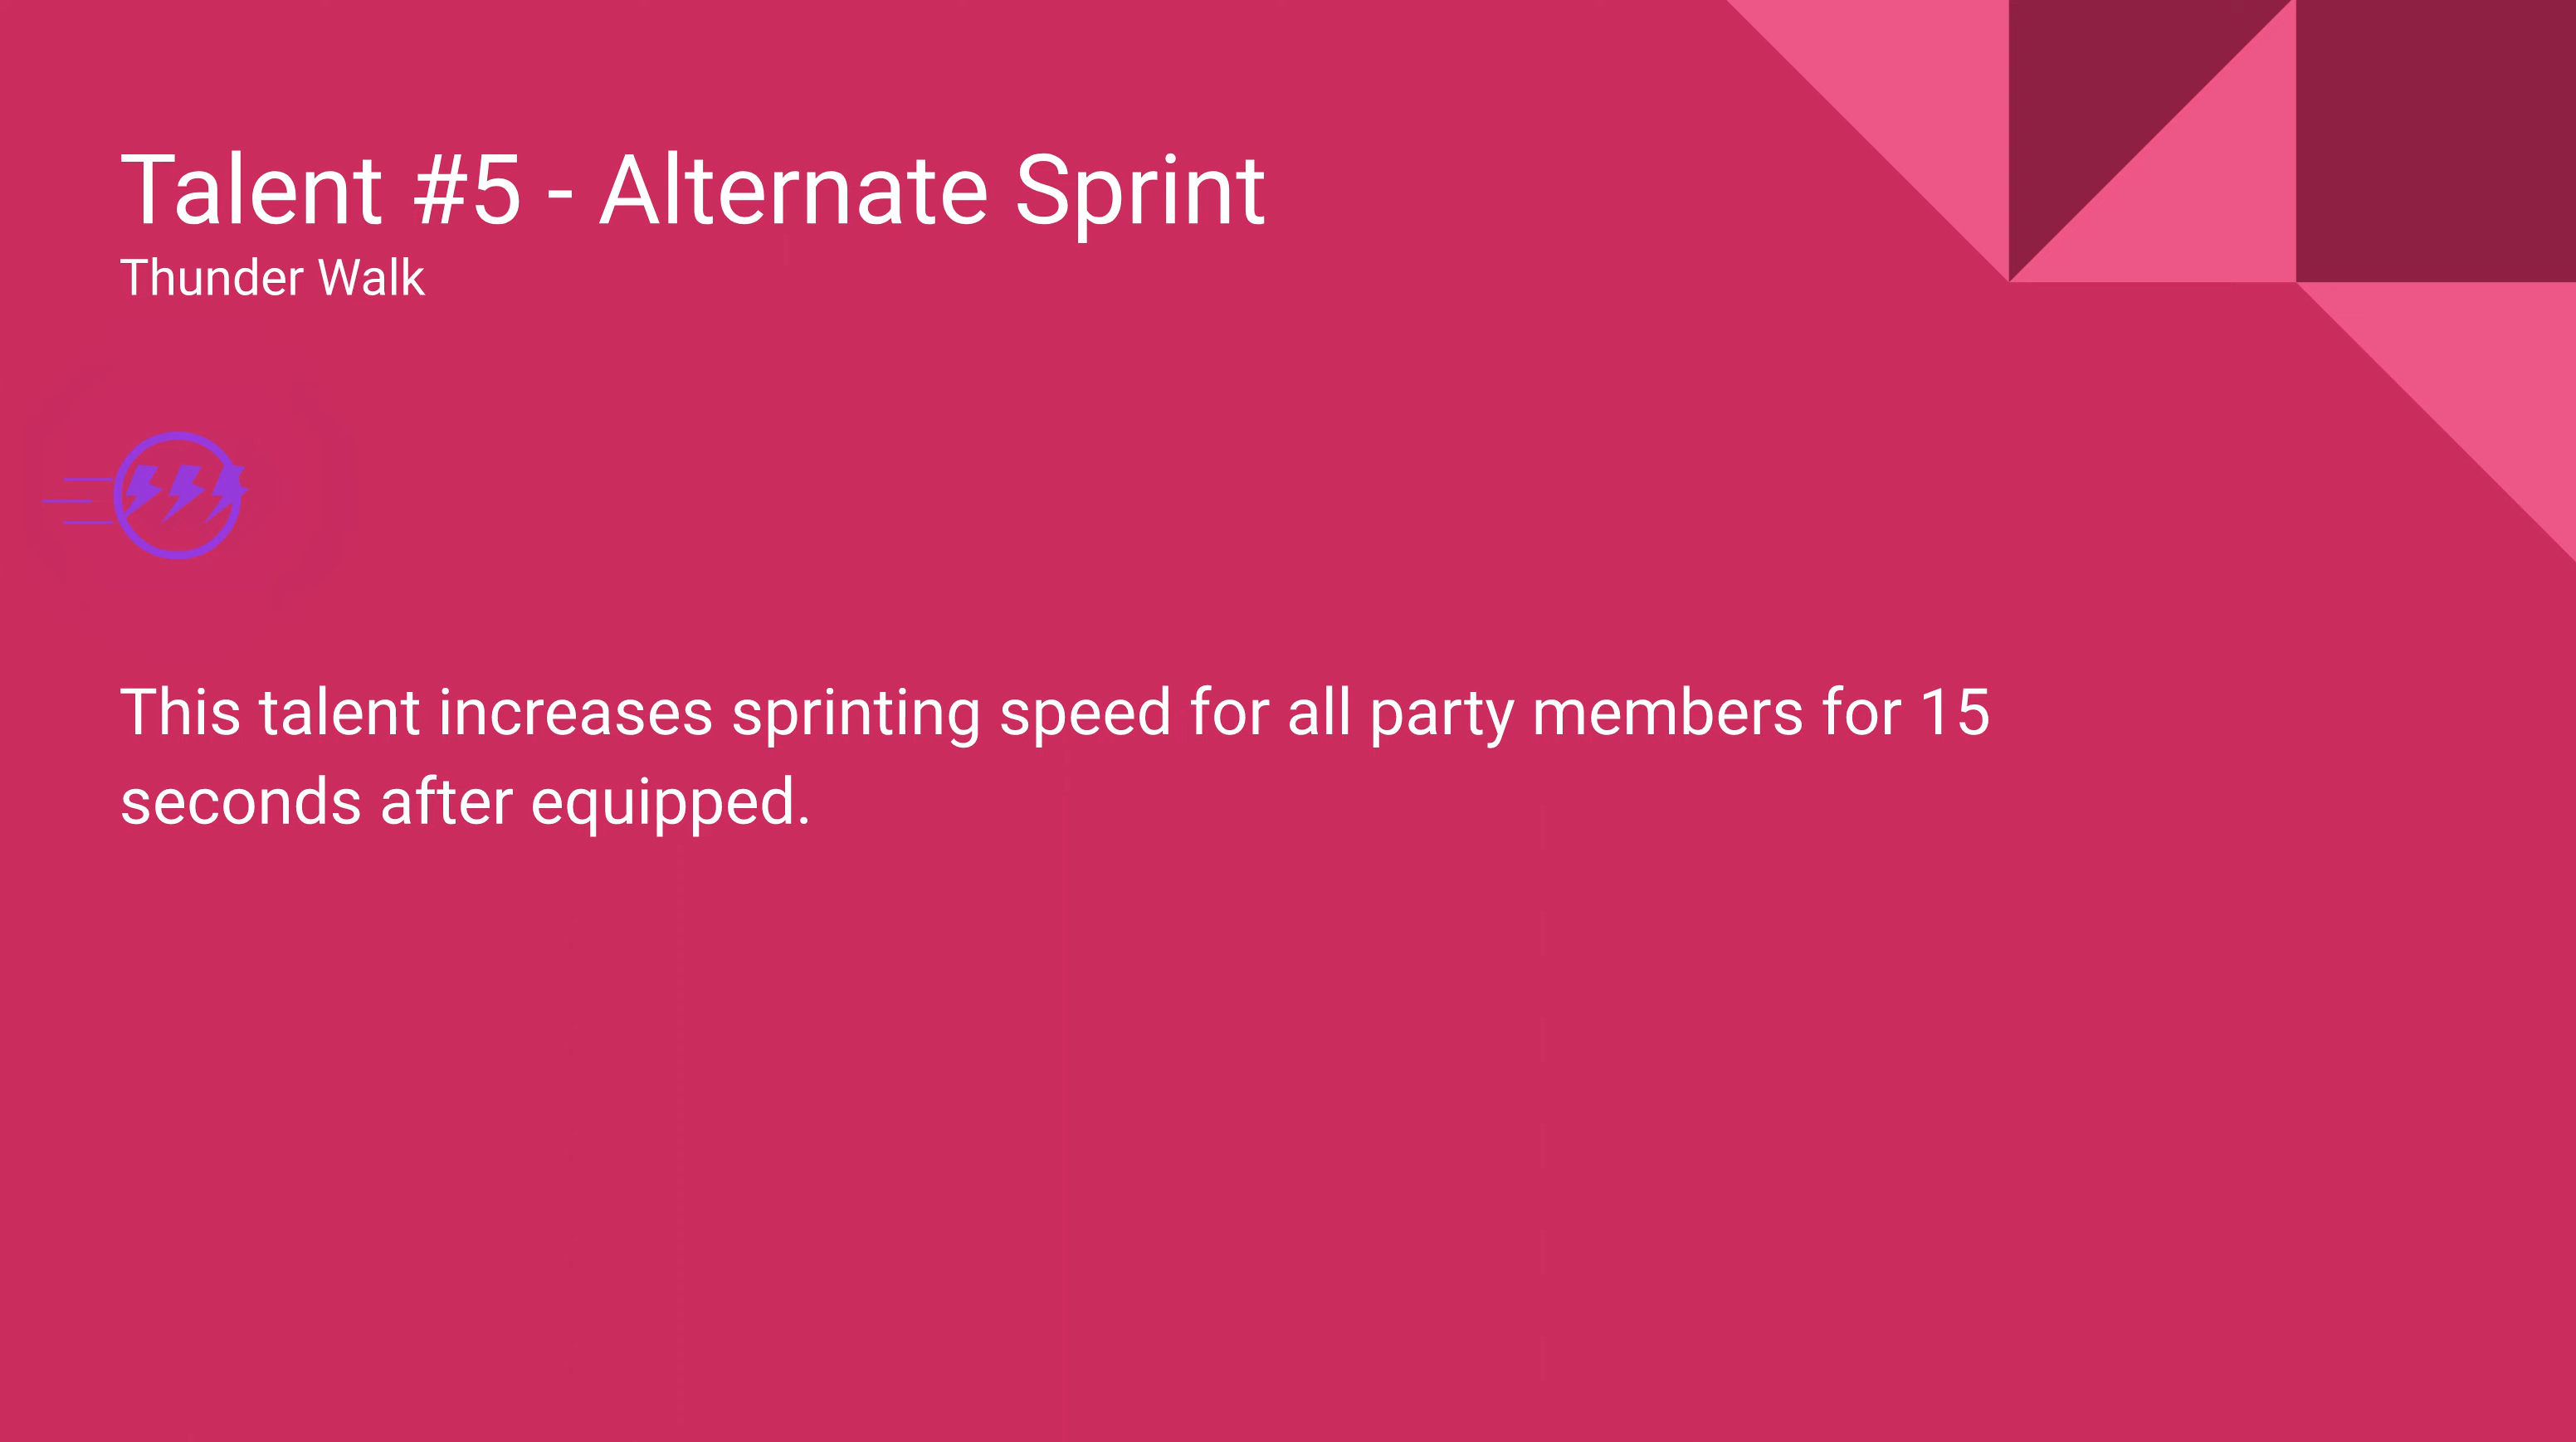 Talent #5 - Alternate Sprint
Thunder Walk
This talent increases sprinting speed for all party members for 15
seconds after equipped.